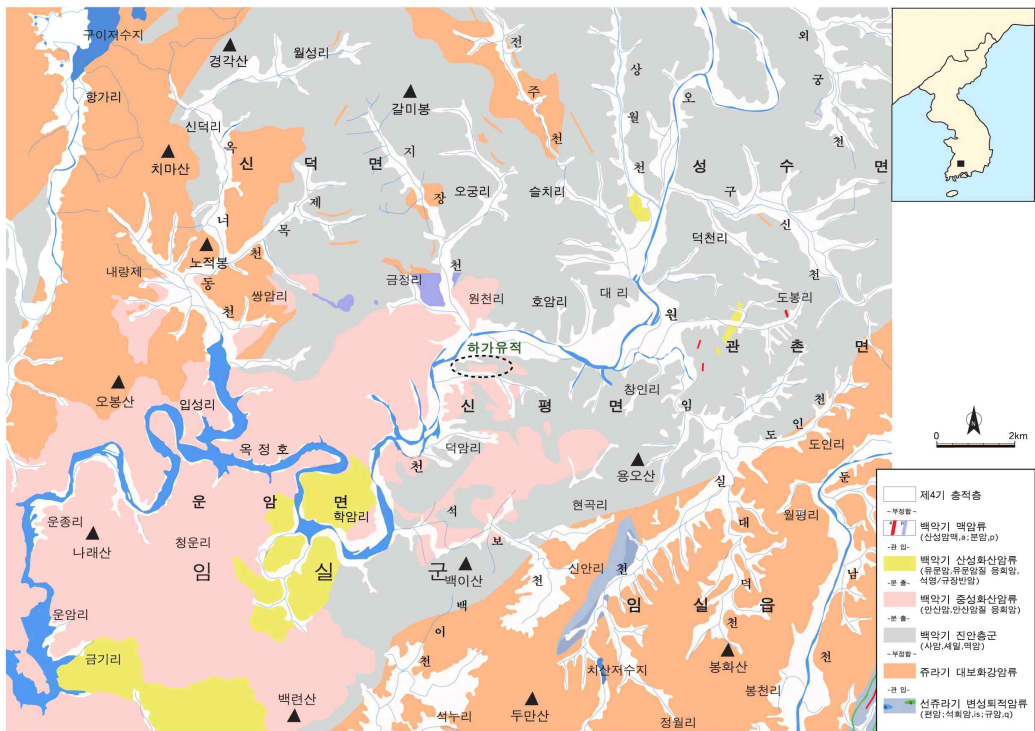 구이저수지
경각산
월성리
전주천
상월천
오원천
외궁천
항가리
갈미봉
신덕리
옥녀동천
치마산
신덕면
지장천
성수면
제목천
오궁리
슬치리
구신천
덕천리
노적봉
내량제
쌍암리
금정리
원천리
호암리
대 리
도봉리
하가유적
관촌면
신평면
창인리
임실천
도인천
도인리
오봉산
입성리
옥정호
덕암리
용오산
둔남천
운암면
학암리
현곡리
월평리
운종리
나래산
청운리
석보천
대덕천
임실군
백이산
신안리
임실읍
운암리
백이천
금기리
치산저수지
봉화산
봉천리
백련산
석누리
두만산
정월리
N
0 2km
제4기 충적층
~부정합~
백악기 맥암류
(산성암맥,a;분암,p)
-관 입-
백악기 산성화산암류
(유문암,유문암질 응회암,
석영/규장반암)
-분 출-
백악기 중성화산암류
(안산암,안산암질 응회암)
-분 출-
백악기 진안층군
(사암,셰일,역암)
~부정합~
쥬라기 대보화강암류
-관 입-
선쥬라기 변성퇴적암류
(편암;석회암,is;규암,q)